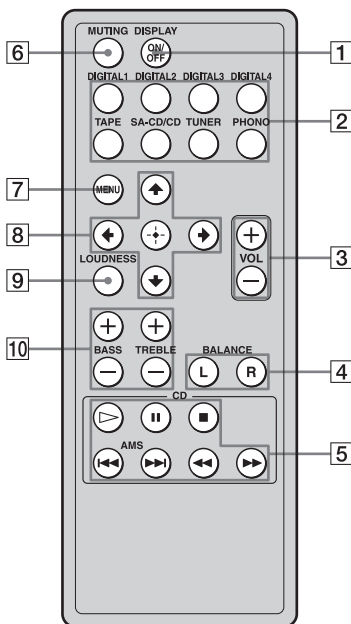 MUTING DISPLAY
6 ON/OFF 1
DIGITAL1 DIGITAL2 DIGITAL3 DIGITAL4
2
TAPE SA-CD/CD TUNER PHONO
7 MENU
8
VOL 3
LOUDNESS
9
10
BASS TREBLE BALANCE
L R 4
CD
AMS 5